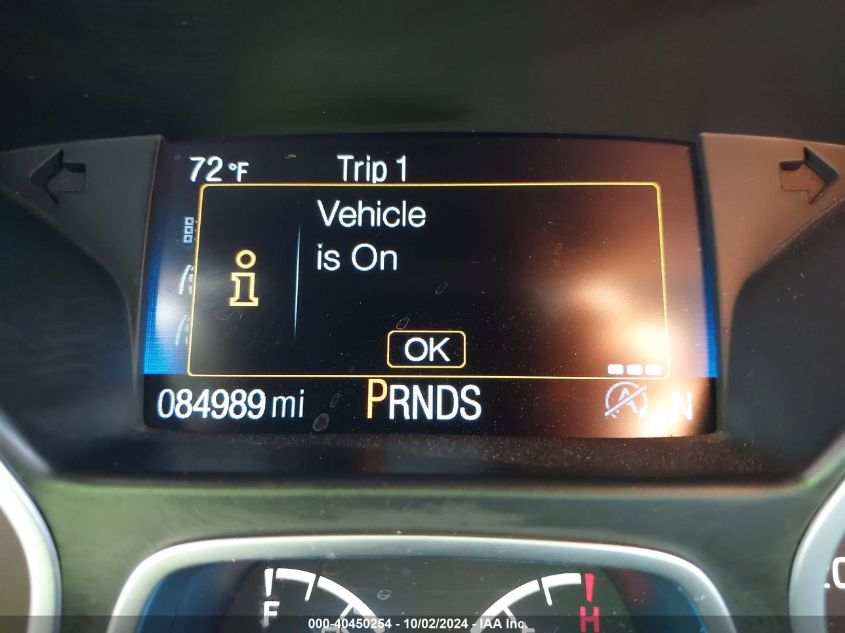 72 °F Trip 1
Vehicle
is On
OK
084989 mi PRNDS A N
F H
000-40450254 - 10/02/2024 - IAA Inc.